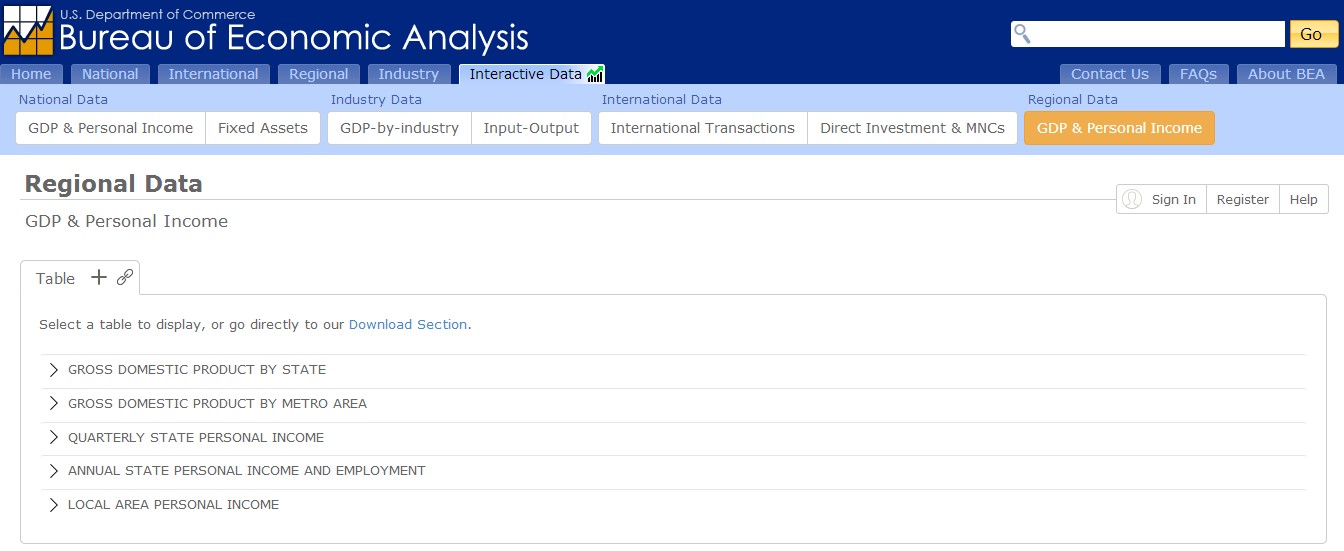 U.S. Department of Commerce
Bureau of Economic Analysis
Go
Home National International Regional Industry Interactive Data Contact Us FAQs About BEA
National Data Industry Data International Data Regional Data
GDP & Personal Income Fixed Assets GDP-by-industry Input-Output International Transactions Direct Investment & MNCs GDP & Personal Income
Regional Data
Sign In Register Help
GDP & Personal Income
Table
Select a table to display, or go directly to our Download Section.
GROSS DOMESTIC PRODUCT BY STATE
GROSS DOMESTIC PRODUCT BY METRO AREA
QUARTERLY STATE PERSONAL INCOME
ANNUAL STATE PERSONAL INCOME AND EMPLOYMENT
LOCAL AREA PERSONAL INCOME